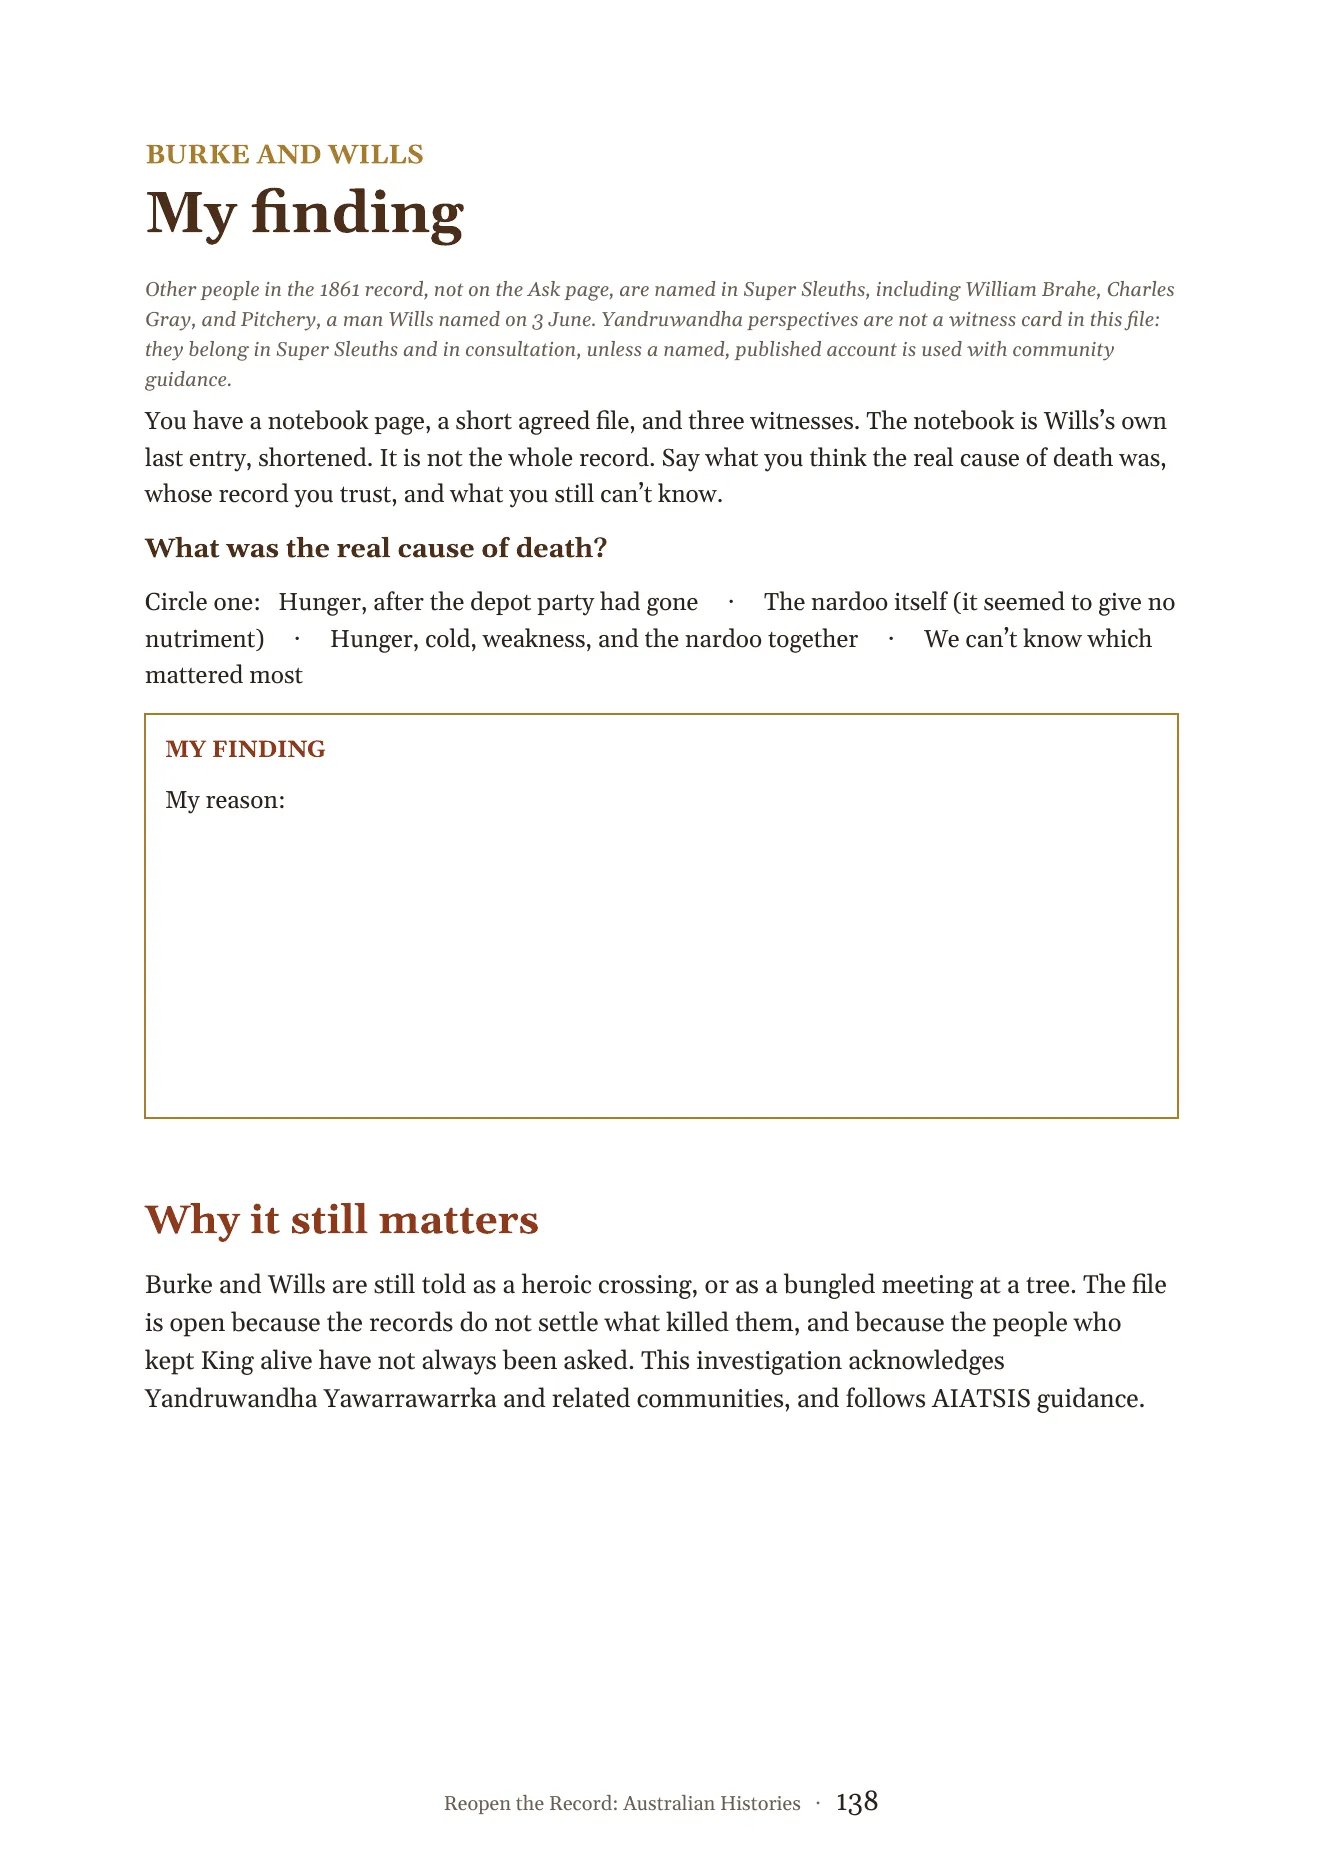 BURKE AND WILLS
My finding
Other people in the 1861 record, not on the Ask page, are named in Super Sleuths, including William Brahe, Charles
Gray, and Pitchery, a man Wills named on 3 June. Yandruwandha perspectives are not a witness card in this file:
they belong in Super Sleuths and in consultation, unless a named, published account is used with community
guidance.
You have a notebook page, a short agreed file, and three witnesses. The notebook is Wills’s own
last entry, shortened. It is not the whole record. Say what you think the real cause of death was,
whose record you trust, and what you still can’t know.
What was the real cause of death?
Circle one: Hunger, after the depot party had gone · The nardoo itself (it seemed to give no
nutriment) · Hunger, cold, weakness, and the nardoo together · We can’t know which
mattered most
MY FINDING
My reason:
Why it still matters
Burke and Wills are still told as a heroic crossing, or as a bungled meeting at a tree. The file
is open because the records do not settle what killed them, and because the people who
kept King alive have not always been asked. This investigation acknowledges
Yandruwandha Yawarrawarrka and related communities, and follows AIATSIS guidance.
Reopen the Record: Australian Histories · 138